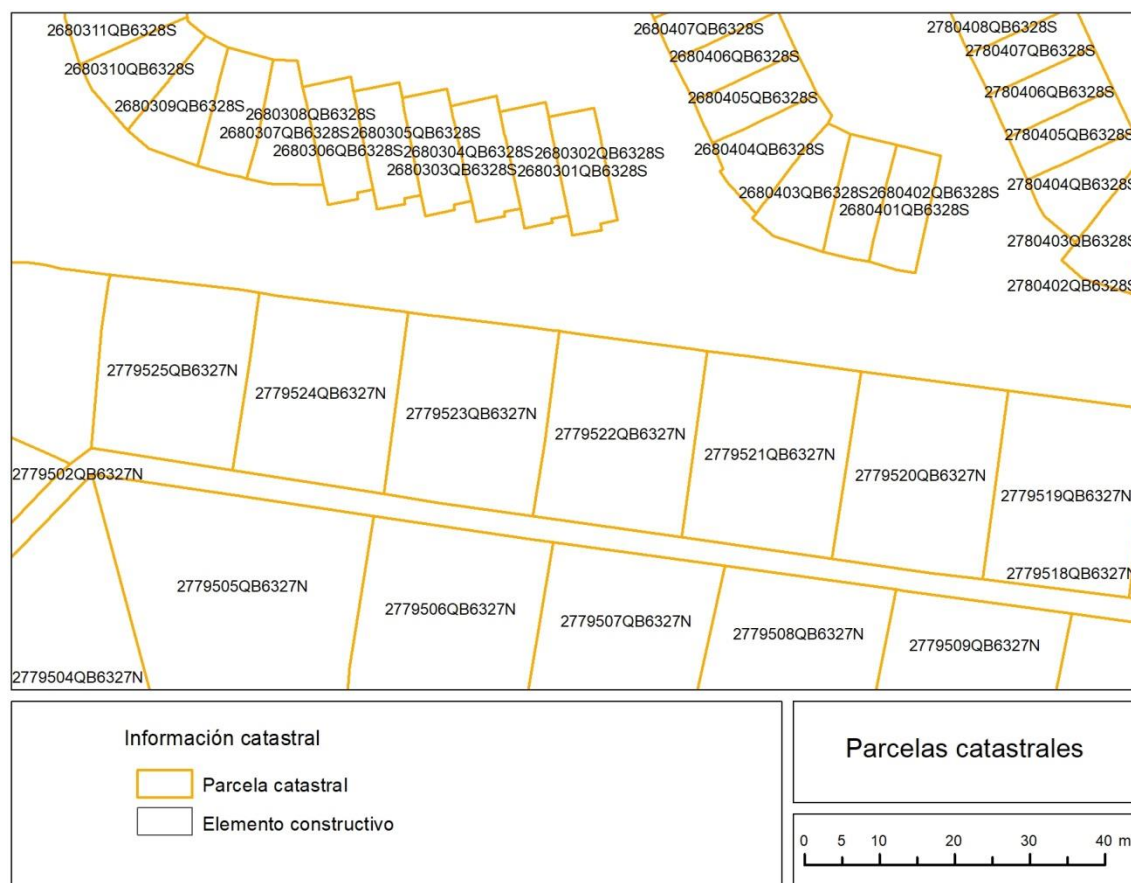 2680311QB6328S
2680407QB6328S
2780408QB6328S
2680310QB6328S
2680406QB6328S
2780407QB6328S
2680309QB6328S
2680405QB6328S
2780406QB6328S
2680308QB6328S
2680307QB6328S
2680305QB6328S
2780405QB6328S
2680306QB6328S
2680304QB6328S
2680302QB6328S
2680404QB6328S
2680303QB6328S
2680301QB6328S
2780404QB6328S
2680403QB6328S
2680402QB6328S
2680401QB6328S
2780403QB6328S
2780402QB6328S
2779525QB6327N
2779524QB6327N
2779523QB6327N
2779522QB6327N
2779521QB6327N
2779520QB6327N
2779519QB6327N
2779502QB6327N
2779518QB6327N
2779505QB6327N
2779506QB6327N
2779507QB6327N
2779508QB6327N
2779509QB6327N
2779504QB6327N
Información catastral
Parcela catastral
Elemento constructivo
Parcelas catastrales
0 5 10 20 30 40 m